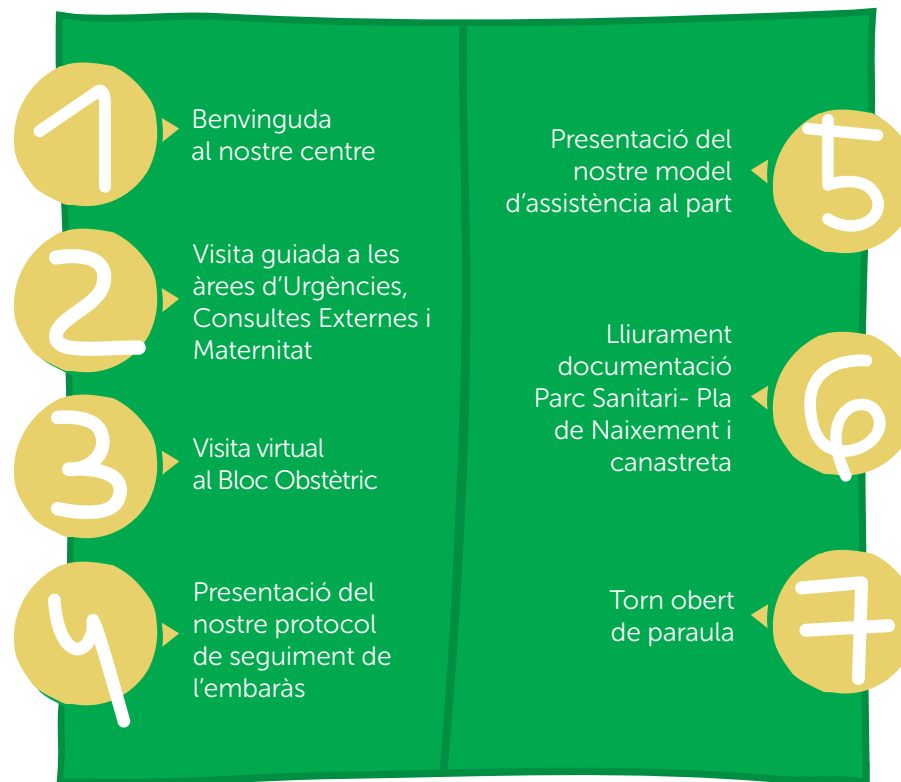 1
Benvinguda
al nostre centre
2
Visita guiada a les
àrees d’Urgències,
Consultes Externes i
Maternitat
3
Visita virtual
al Bloc Obstètric
4
Presentació del
nostre protocol
de seguiment de
l’embaràs
5
Presentació del
nostre model
d’assistència al part
6
Lliurament
documentació
Parc Sanitari- Pla
de Naixement i
canastreta
7
Torn obert
de paraula